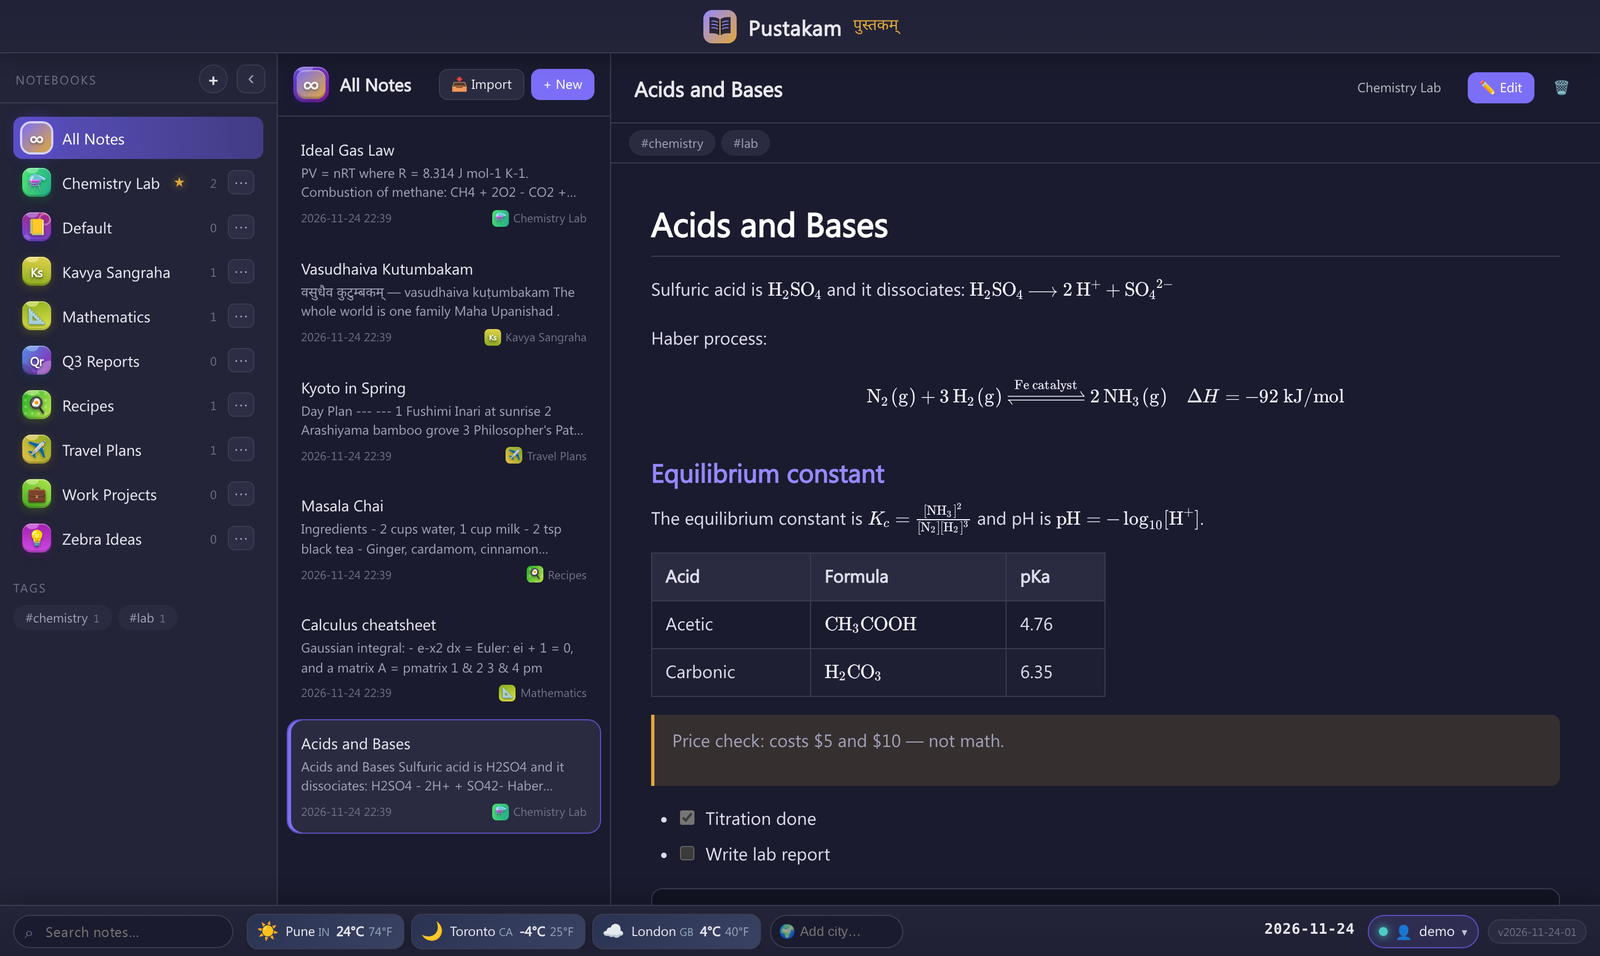 Pustakam पुस्तकम्
NOTEBOOKS + <
∞ All Notes
Chemistry Lab ★ 2 ...
Default 0 ...
Ks Kavya Sangraha 1 ...
Mathematics 1 ...
Qr Q3 Reports 0 ...
Recipes 1 ...
Travel Plans 1 ...
Work Projects 0 ...
Zebra Ideas 0 ...
TAGS
#chemistry 1 #lab 1
∞ All Notes Import + New
Ideal Gas Law
PV = nRT where R = 8.314 J mol-1 K-1.
Combustion of methane: CH4 + 2O2 - CO2 +...
2026-11-24 22:39 Chemistry Lab
Vasudhaiva Kutumbakam
वसुधैव कुटुम्बकम् — vasudhaiva kuṭumbakam The
whole world is one family Maha Upanishad .
2026-11-24 22:39 Ks Kavya Sangraha
Kyoto in Spring
Day Plan --- --- 1 Fushimi Inari at sunrise 2
Arashiyama bamboo grove 3 Philosopher's Pat...
2026-11-24 22:39 Travel Plans
Masala Chai
Ingredients - 2 cups water, 1 cup milk - 2 tsp
black tea - Ginger, cardamom, cinnamon...
2026-11-24 22:39 Recipes
Calculus cheatsheet
Gaussian integral: - e-x2 dx = Euler: ei + 1 = 0,
and a matrix A = pmatrix 1 & 2 3 & 4 pm
2026-11-24 22:39 Mathematics
Acids and Bases
Acids and Bases Sulfuric acid is H2SO4 and it
dissociates: H2SO4 - 2H+ + SO42- Haber...
2026-11-24 22:39 Chemistry Lab
Acids and Bases Chemistry Lab Edit
#chemistry #lab
Acids and Bases
Sulfuric acid is H₂SO₄ and it dissociates: H₂SO₄ ⟶ 2 H⁺ + SO₄²⁻
Haber process:
N₂ (g) + 3 H₂ (g) ⇌ Fe catalyst 2 NH₃ (g) ΔH = −92 kJ/mol
Equilibrium constant
The equilibrium constant is K_c = [NH₃]² / [N₂][H₂]³ and pH is pH = − log₁₀[H⁺].
Acid Formula pKa
Acetic CH₃COOH 4.76
Carbonic H₂CO₃ 6.35
Price check: costs $5 and $10 — not math.
• Titration done
• Write lab report
Search notes... Pune IN 24°C 74°F Toronto CA -4°C 25°F London GB 4°C 40°F Add city... 2026-11-24 demo ▾ v2026-11-24-01